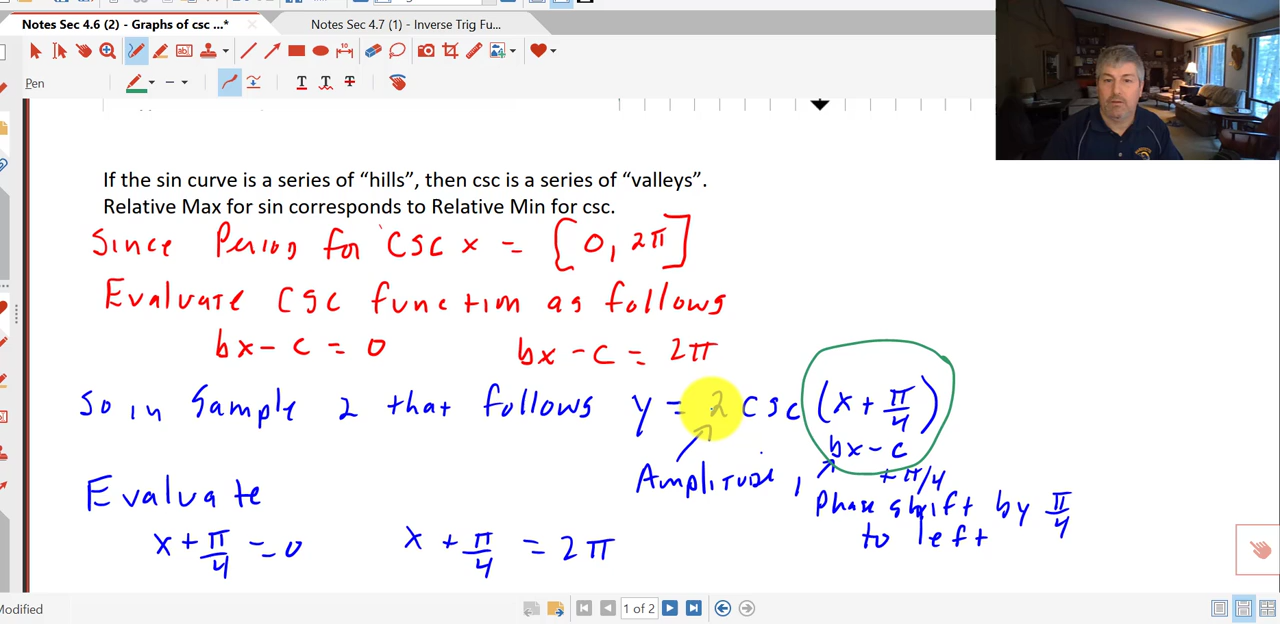 Notes Sec 4.6 (2) - Graphs of csc ...*
Notes Sec 4.7 (1) - Inverse Trig Fu...
Pen
If the sin curve is a series of “hills”, then csc is a series of “valleys”.
Relative Max for sin corresponds to Relative Min for csc.
Since Period for csc x = [0, 2π]
Evaluate csc function as follows
bx - c = 0 bx - c = 2π
So in Sample 2 that follows y = 2 csc (x + π/4)
bx - c
Amplitude 1 + π/4
Evaluate Phase shift by π/4
to left
x + π/4 = 0 x + π/4 = 2π
Modified
1 of 2